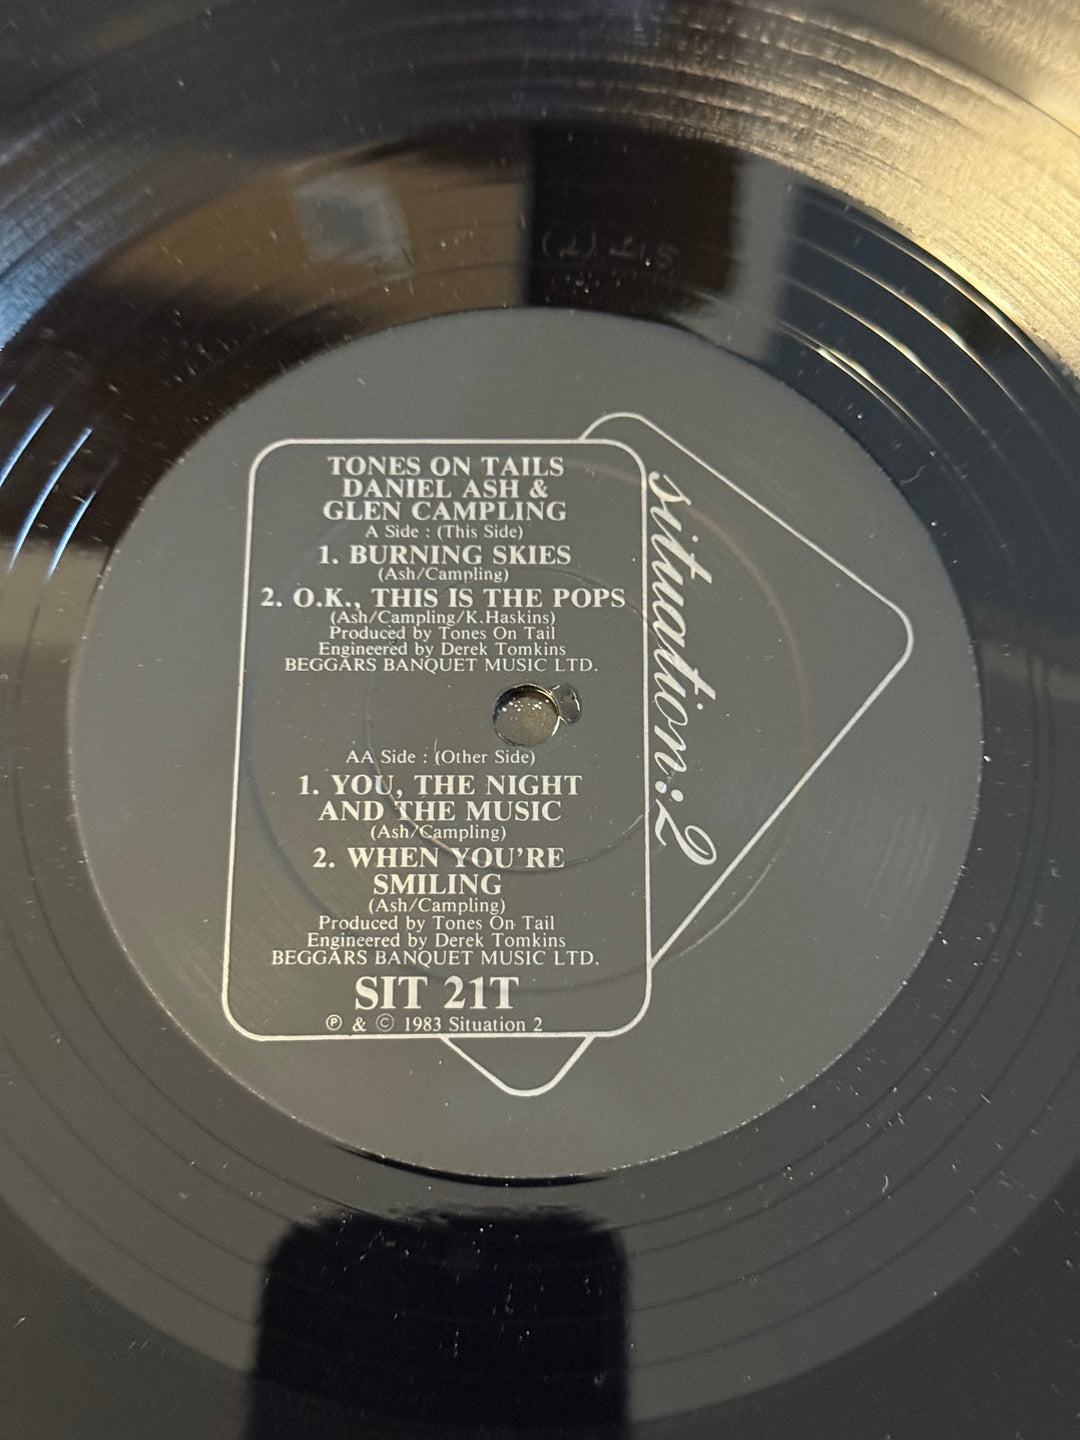 TONES ON TAILS
DANIEL ASH &
GLEN CAMPLING
A Side : (This Side)
1. BURNING SKIES
(Ash/Campling)
2. O.K., THIS IS THE POPS
(Ash/Campling/K.Haskins)
Produced by Tones On Tail
Engineered by Derek Tomkins
BEGGARS BANQUET MUSIC LTD.
AA Side : (Other Side)
1. YOU, THE NIGHT
AND THE MUSIC
(Ash/Campling)
2. WHEN YOU'RE
SMILING
(Ash/Campling)
Produced by Tones On Tail
Engineered by Derek Tomkins
BEGGARS BANQUET MUSIC LTD.
SIT 21T
℗ & © 1983 Situation 2
situation:2